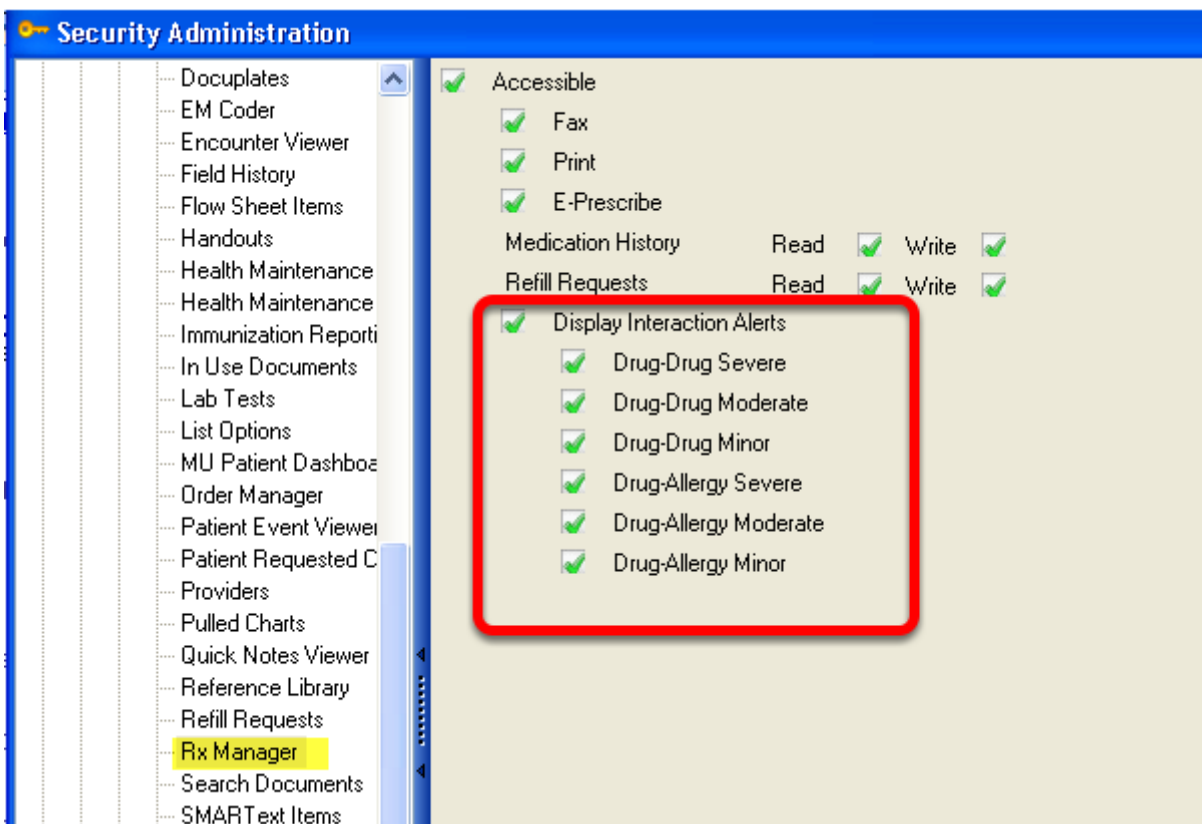 Security Administration
Docuplates
EM Coder
Encounter Viewer
Field History
Flow Sheet Items
Handouts
Health Maintenance
Health Maintenance
Immunization Reporti
In Use Documents
Lab Tests
List Options
MU Patient Dashboa
Order Manager
Patient Event Viewer
Patient Requested C
Providers
Pulled Charts
Quick Notes Viewer
Reference Library
Refill Requests
Rx Manager
Search Documents
SMARText Items
Accessible
Fax
Print
E-Prescribe
Medication History Read Write
Refill Requests Read Write
Display Interaction Alerts
Drug-Drug Severe
Drug-Drug Moderate
Drug-Drug Minor
Drug-Allergy Severe
Drug-Allergy Moderate
Drug-Allergy Minor